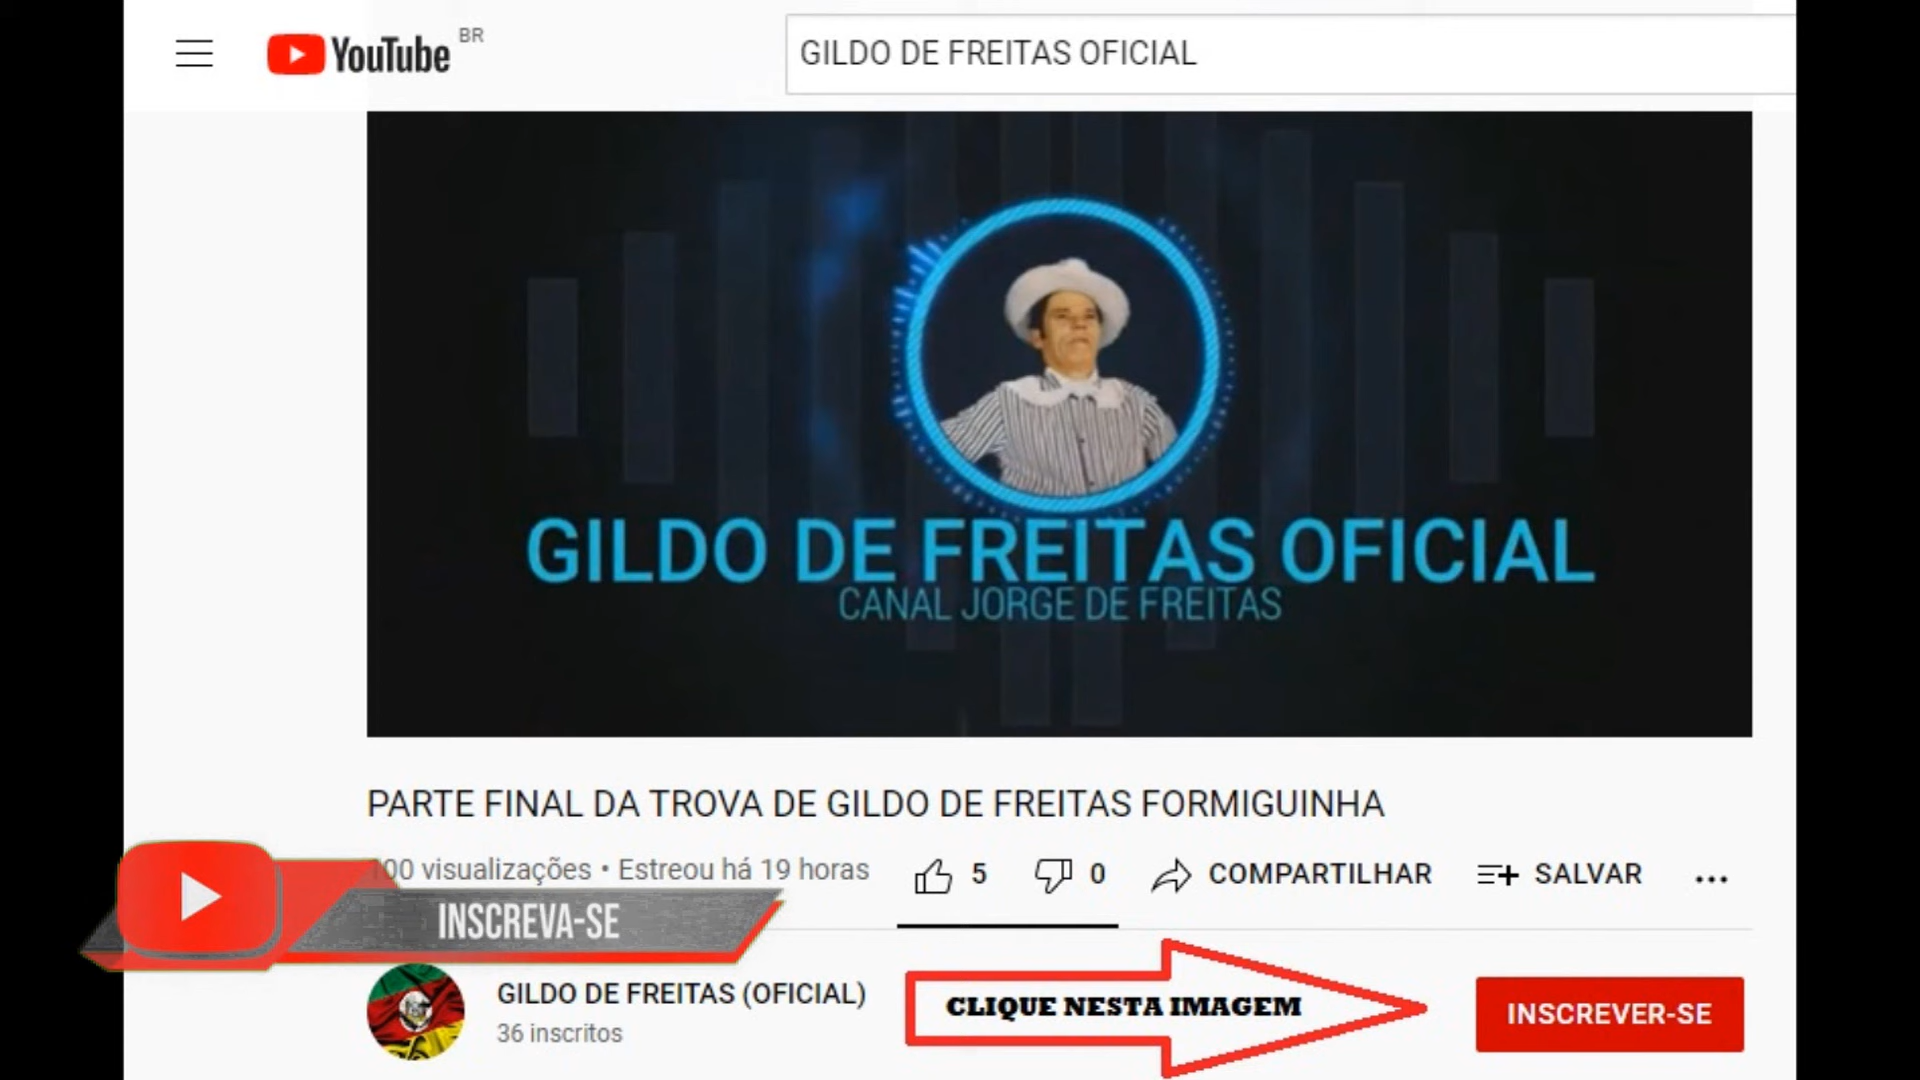 YouTube BR
GILDO DE FREITAS OFICIAL
GILDO DE FREITAS OFICIAL
CANAL JORGE DE FREITAS
PARTE FINAL DA TROVA DE GILDO DE FREITAS FORMIGUINHA
visualizações • Estreou há 19 horas
5
0
COMPARTILHAR
SALVAR
INSCREVA-SE
GILDO DE FREITAS (OFICIAL)
36 inscritos
CLIQUE NESTA IMAGEM
INSCREVER-SE